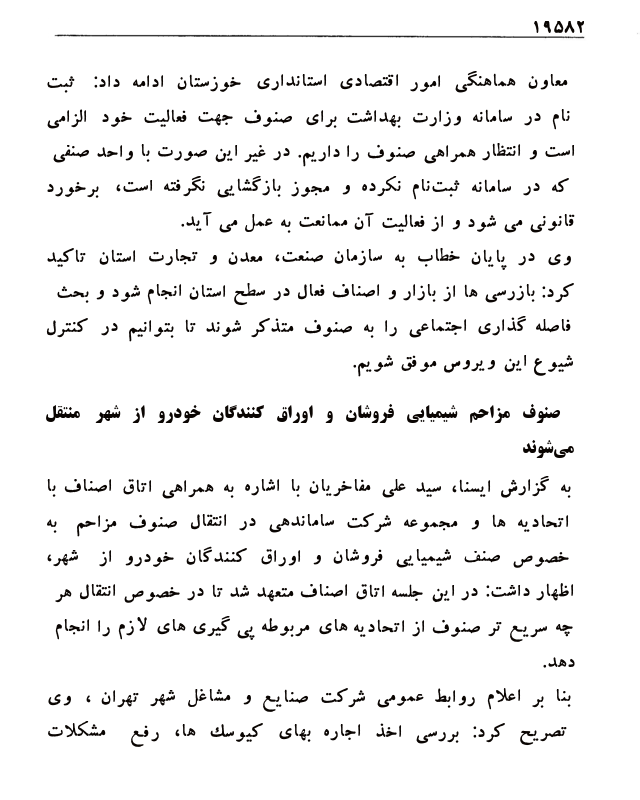 ۱۹۵۸۲
معاون هماهنگی امور اقتصادی استانداری خوزستان ادامه داد: ثبت
نام در سامانه وزارت بهداشت برای صنوف جهت فعالیت خود الزامی
است و انتظار همراهی صنوف را داریم. در غیر این صورت با واحد صنفی
که در سامانه ثبت‌نام نکرده و مجوز بازگشایی نگرفته است، برخورد
قانونی می شود و از فعالیت آن ممانعت به عمل می آید.
وی در پایان خطاب به سازمان صنعت، معدن و تجارت استان تاکید
کرد: بازرسی ها از بازار و اصناف فعال در سطح استان انجام شود و بحث
فاصله گذاری اجتماعی را به صنوف متذکر شوند تا بتوانیم در کنترل
شیوع این ویروس موفق شویم.
صنوف مزاحم شیمیایی فروشان و اوراق کنندگان خودرو از شهر منتقل
می‌شوند
به گزارش ایسنا، سید علی مفاخریان با اشاره به همراهی اتاق اصناف با
اتحادیه ها و مجموعه شرکت ساماندهی در انتقال صنوف مزاحم به
خصوص صنف شیمیایی فروشان و اوراق کنندگان خودرو از شهر،
اظهار داشت: در این جلسه اتاق اصناف متعهد شد تا در خصوص انتقال هر
چه سریع تر صنوف از اتحادیه های مربوطه پی گیری های لازم را انجام
دهد.
بنا بر اعلام روابط عمومی شرکت صنایع و مشاغل شهر تهران ، وی
تصریح کرد: بررسی اخذ اجاره بهای کیوسک ها، رفع مشکلات